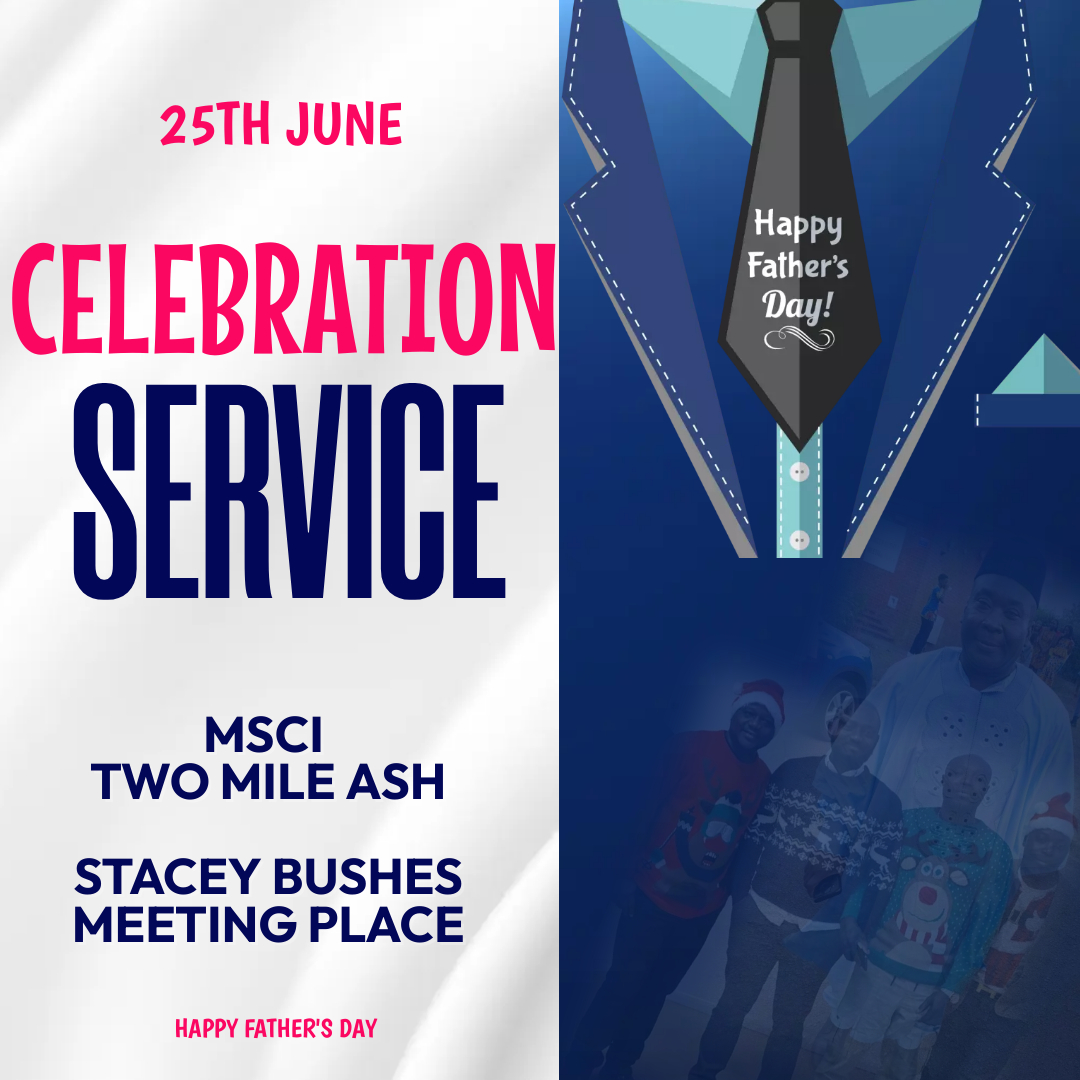 25TH JUNE
CELEBRATION
SERVICE
MSCI
TWO MILE ASH
STACEY BUSHES
MEETING PLACE
HAPPY FATHER'S DAY
Happy
Father's
Day!